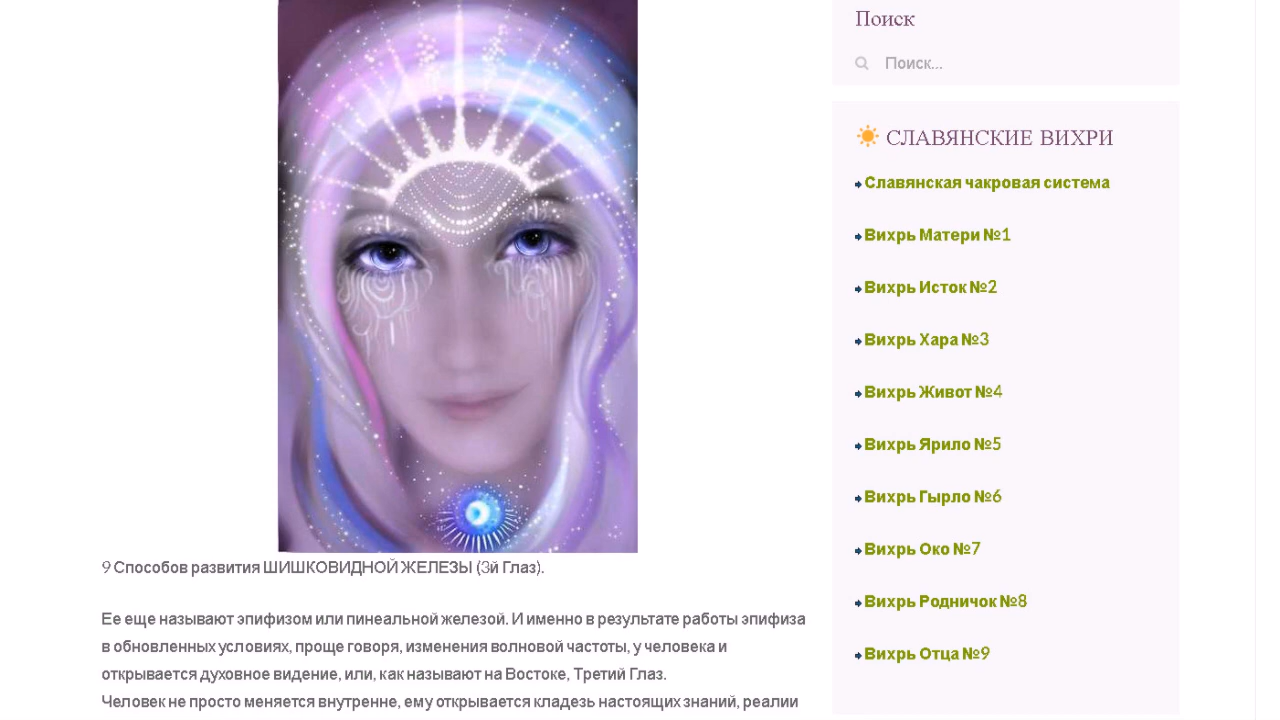 Поиск
Поиск...
СЛАВЯНСКИЕ ВИХРИ
Славянская чакровая система
Вихрь Матери №1
Вихрь Исток №2
Вихрь Хара №3
Вихрь Живот №4
Вихрь Ярило №5
Вихрь Гырло №6
Вихрь Око №7
Вихрь Родничок №8
Вихрь Отца №9
9 Способов развития ШИШКОВИДНОЙ ЖЕЛЕЗЫ (3й Глаз).
Ее еще называют эпифизом или пинеальной железой. И именно в результате работы эпифиза
в обновленных условиях, проще говоря, изменения волновой частоты, у человека и
открывается духовное видение, или, как называют на Востоке, Третий Глаз.
Человек не просто меняется внутренне, ему открывается кладезь настоящих знаний, реалии